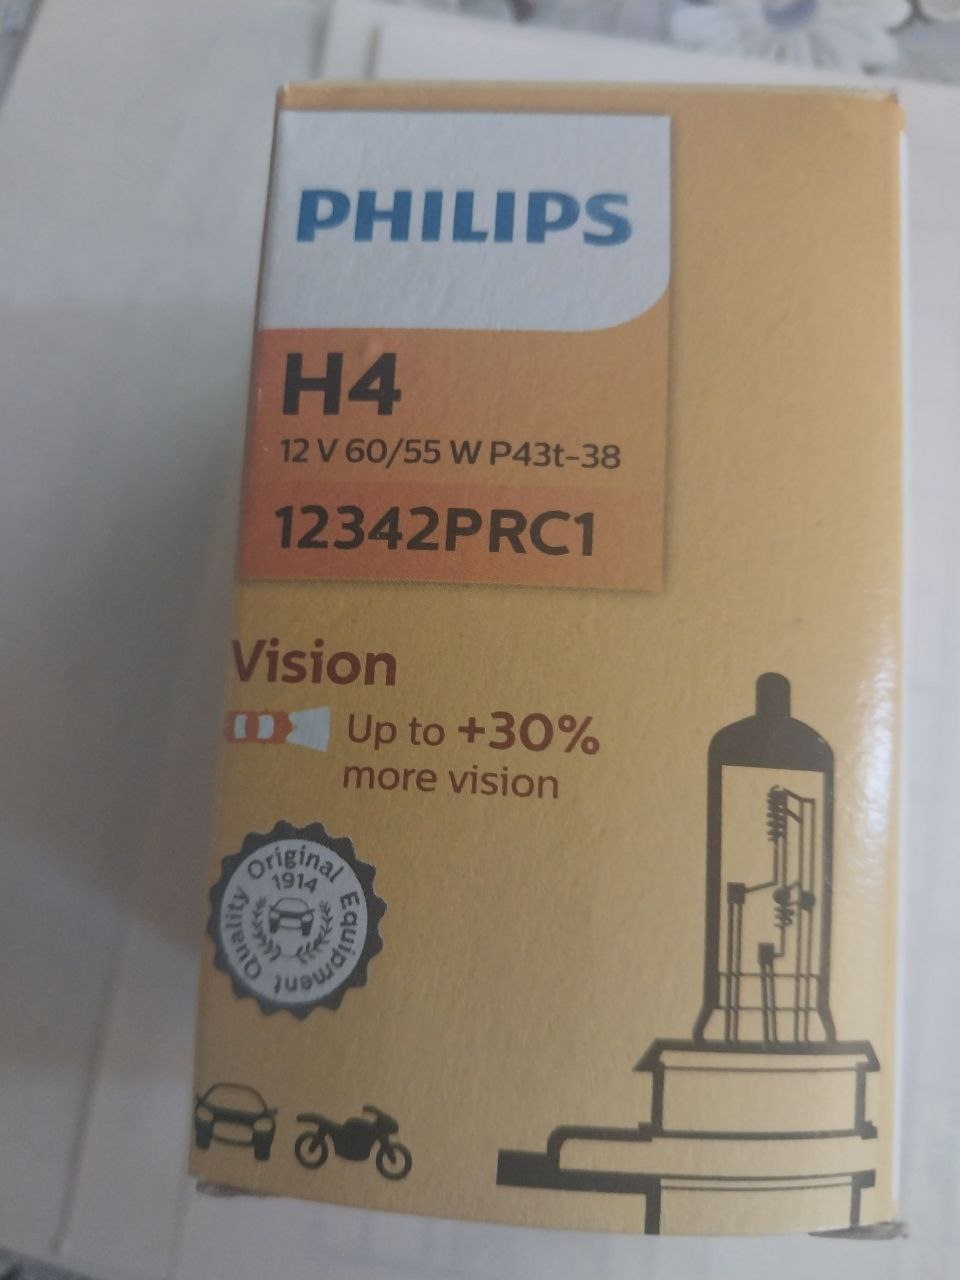 PHILIPS
H4
12 V 60/55 W P43t-38
12342PRC1
Vision
Up to +30%
more vision
Original Equipment Quality
1914